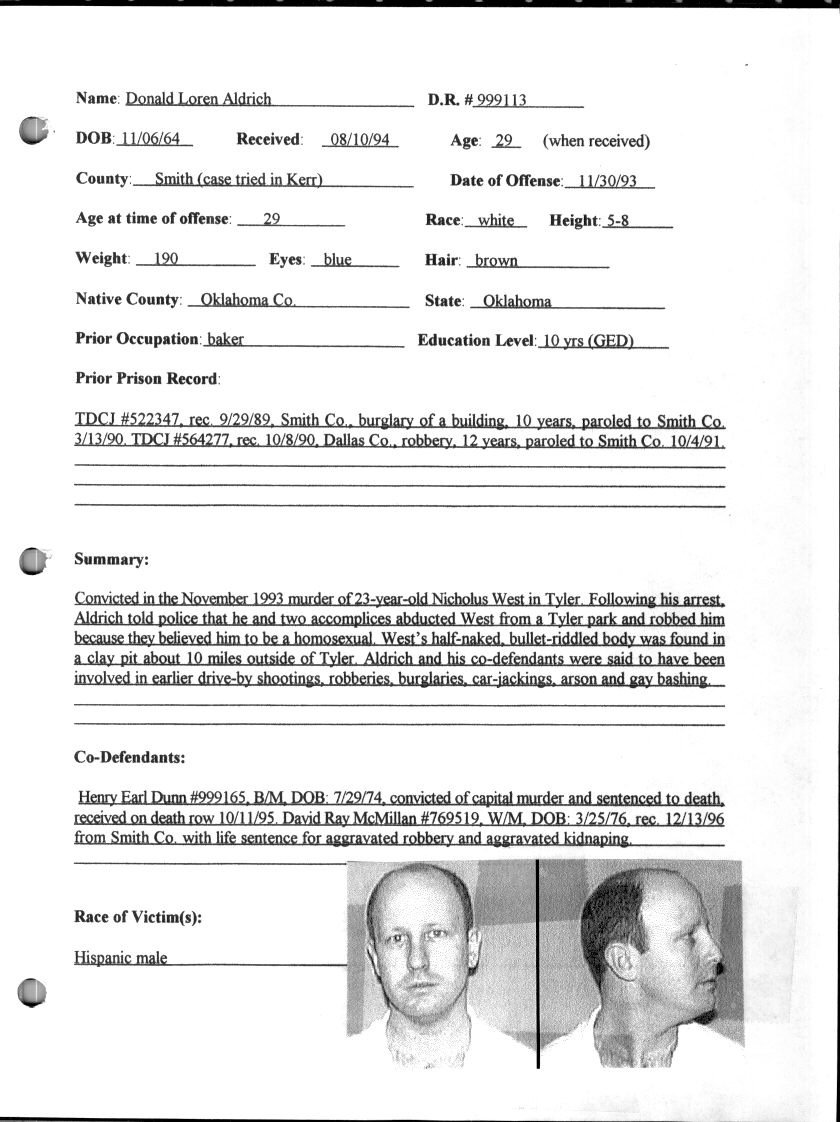 Name: Donald Loren Aldrich D.R. # 999113
DOB: 11/06/64 Received: 08/10/94 Age: 29 (when received)
County: Smith (case tried in Kerr) Date of Offense: 11/30/93
Age at time of offense: 29 Race: white Height: 5-8
Weight: 190 Eyes: blue Hair: brown
Native County: Oklahoma Co. State: Oklahoma
Prior Occupation: baker Education Level: 10 yrs (GED)
Prior Prison Record:
TDCJ #522347, rec. 9/29/89, Smith Co., burglary of a building, 10 years, paroled to Smith Co.
3/13/90. TDCJ #564277, rec. 10/8/90, Dallas Co., robbery, 12 years, paroled to Smith Co. 10/4/91.
Summary:
Convicted in the November 1993 murder of 23-year-old Nicholus West in Tyler. Following his arrest,
Aldrich told police that he and two accomplices abducted West from a Tyler park and robbed him
because they believed him to be a homosexual. West's half-naked, bullet-riddled body was found in
a clay pit about 10 miles outside of Tyler. Aldrich and his co-defendants were said to have been
involved in earlier drive-by shootings, robberies, burglaries, car-jackings, arson and gay bashing.
Co-Defendants:
Henry Earl Dunn #999165, B/M, DOB: 7/29/74, convicted of capital murder and sentenced to death,
received on death row 10/11/95. David Ray McMillan #769519, W/M, DOB: 3/25/76, rec. 12/13/96
from Smith Co. with life sentence for aggravated robbery and aggravated kidnaping.
Race of Victim(s):
Hispanic male